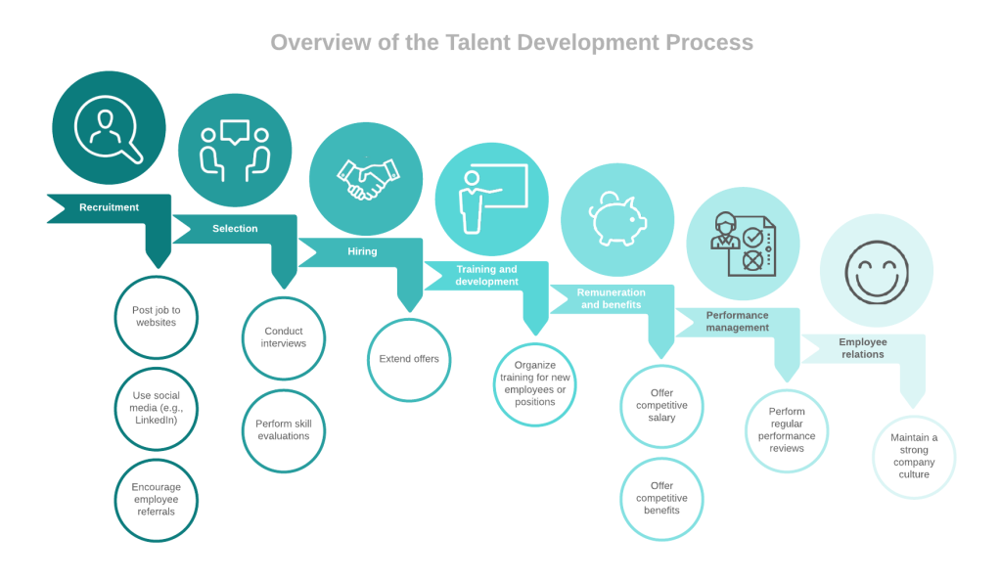 Overview of the Talent Development Process
Recruitment
Post job to
websites
Use social
media (e.g.,
LinkedIn)
Encourage
employee
referrals
Selection
Conduct
interviews
Perform skill
evaluations
Hiring
Extend offers
Training and
development
Organize
training for new
employees or
positions
Remuneration
and benefits
Offer
competitive
salary
Offer
competitive
benefits
Performance
management
Perform
regular
performance
reviews
Employee
relations
Maintain a
strong
company
culture